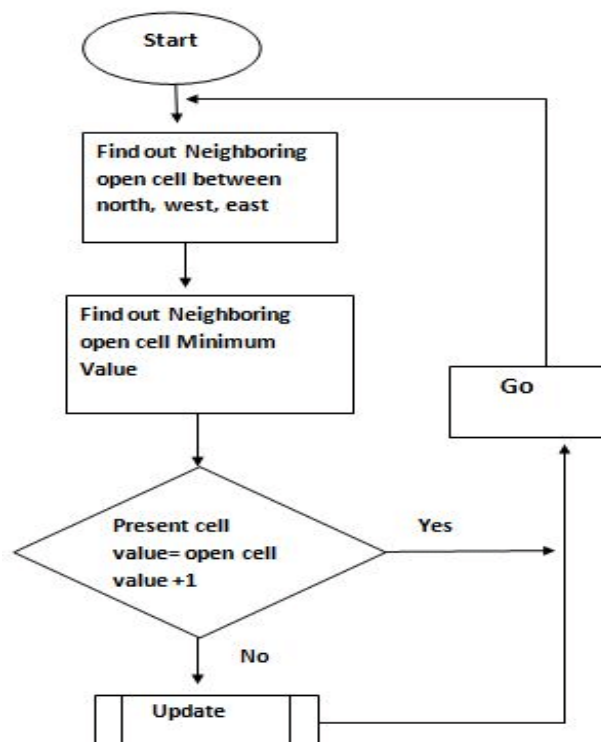 Start
Find out Neighboring
open cell between
north, west, east
Find out Neighboring
open cell Minimum
Value
Go
Present cell
value= open cell
value +1
Yes
No
Update